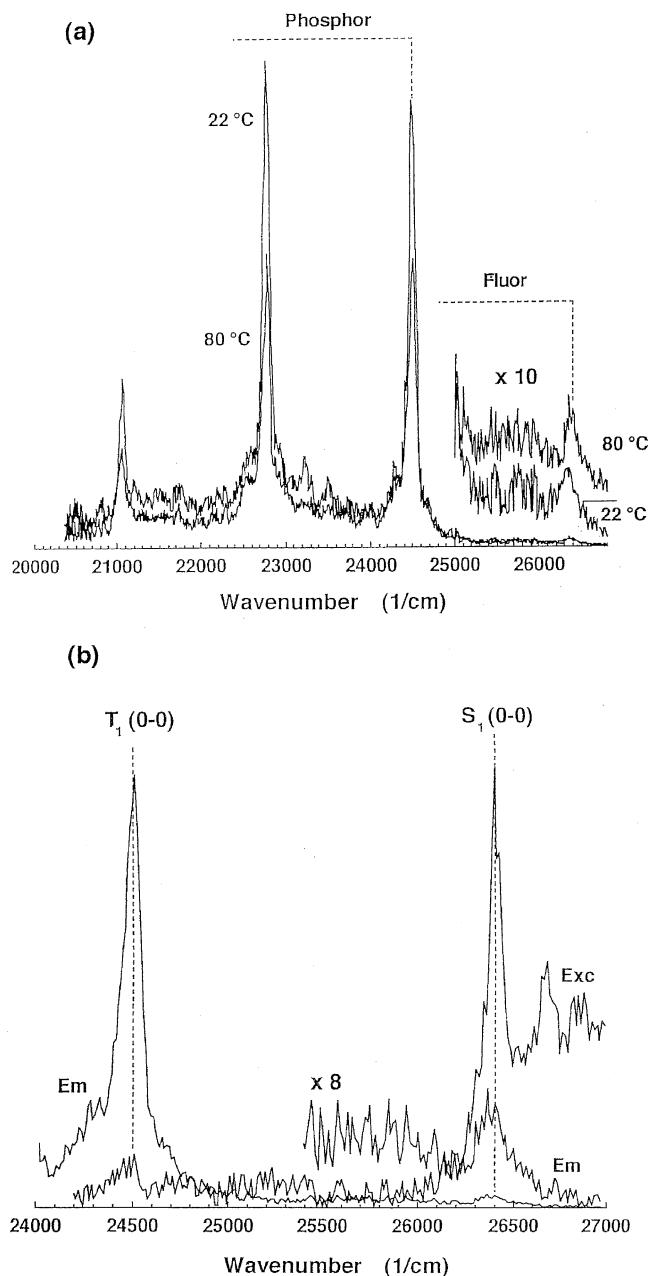 (a)
Phosphor
22 °C
Fluor
80 °C
x 10
80 °C
22 °C
20000 21000 22000 23000 24000 25000 26000
Wavenumber (1/cm)
(b)
T1 (0-0)
S1 (0-0)
Exc
Em
x 8
Em
24000 24500 25000 25500 26000 26500 27000
Wavenumber (1/cm)